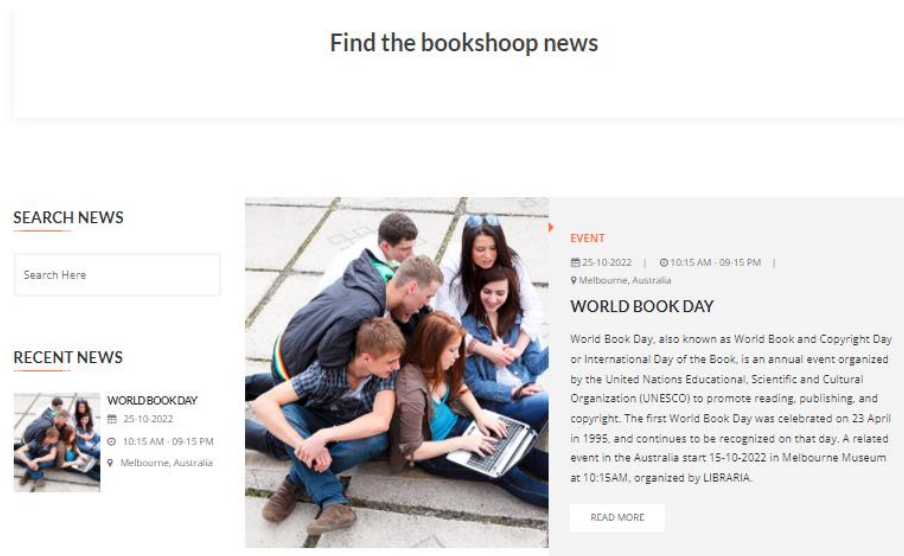 Find the bookshoop news
SEARCH NEWS
Search Here
RECENT NEWS
WORLD BOOK DAY
25-10-2022
10:15 AM - 09-15 PM
Melbourne, Australia
EVENT
25-10-2022 | 10:15 AM - 09-15 PM |
Melbourne, Australia
WORLD BOOK DAY
World Book Day, also known as World Book and Copyright Day
or International Day of the Book, is an annual event organized
by the United Nations Educational, Scientific and Cultural
Organization (UNESCO) to promote reading, publishing, and
copyright. The first World Book Day was celebrated on 23 April
in 1995, and continues to be recognized on that day. A related
event in the Australia start 15-10-2022 in Melbourne Museum
at 10:15AM, organized by LIBRARIA.
READ MORE